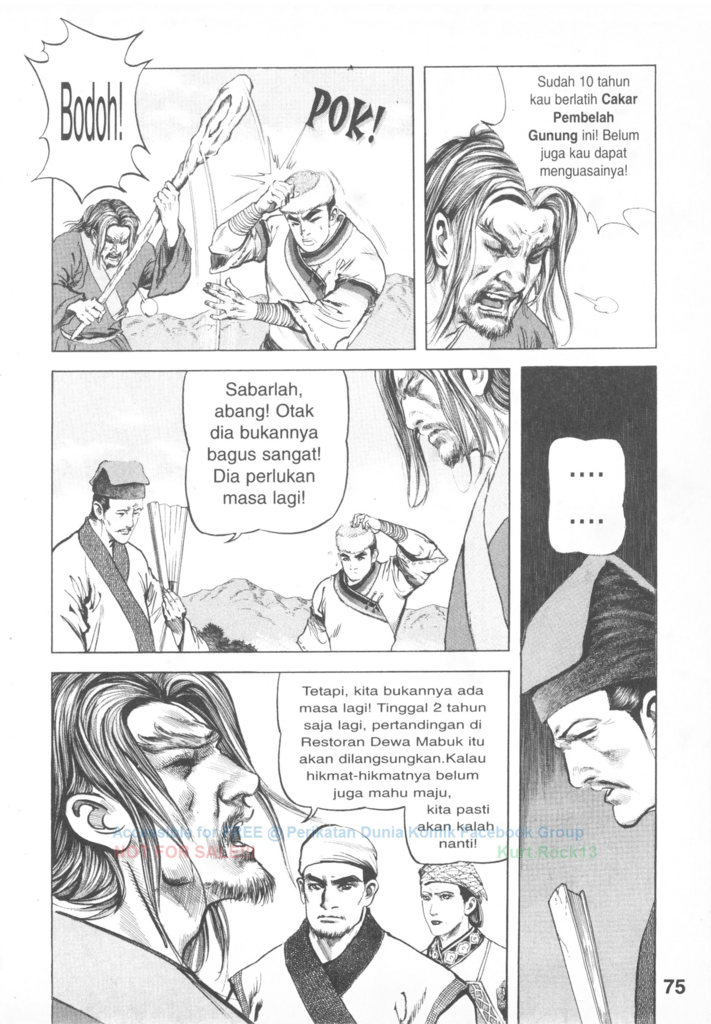 Bodoh!
POK!
Sudah 10 tahun
kau berlatih Cakar
Pembelah
Gunung ini! Belum
juga kau dapat
menguasainya!
Sabarlah,
abang! Otak
dia bukannya
bagus sangat!
Dia perlukan
masa lagi!
....
....
Tetapi, kita bukannya ada
masa lagi! Tinggal 2 tahun
saja lagi, pertandingan di
Restoran Dewa Mabuk itu
akan dilangsungkan.Kalau
hikmat-hikmatnya belum
juga mahu maju,
kita pasti
akan kalah
nanti!
Accessible for FREE @ Perikatan Dunia Komik Facebook Group
NOT FOR SALE!!!
Kurt Rock13
75